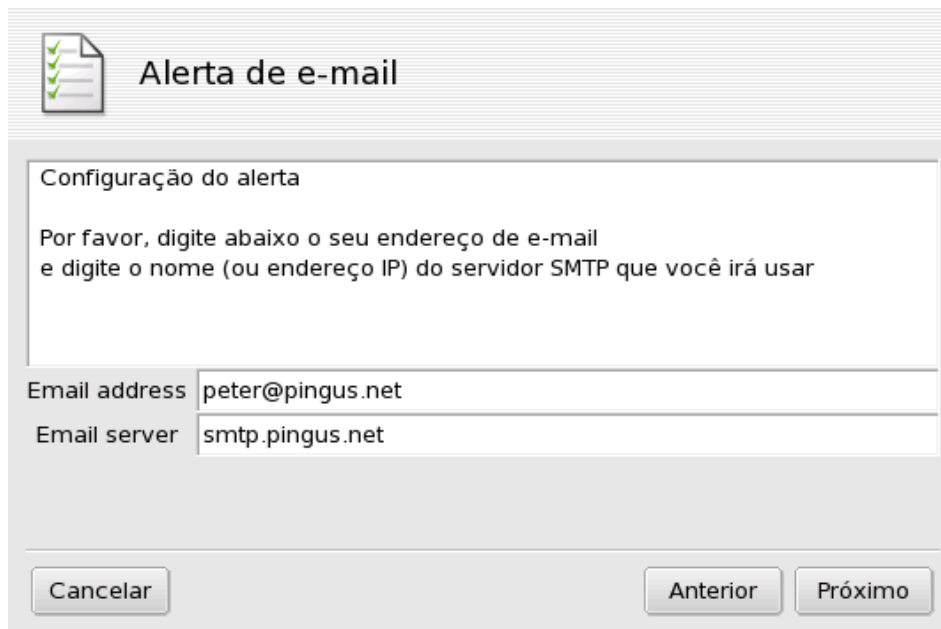 Alerta de e-mail
Configuração do alerta
Por favor, digite abaixo o seu endereço de e-mail
e digite o nome (ou endereço IP) do servidor SMTP que você irá usar
Email address peter@pingus.net
Email server smtp.pingus.net
Cancelar Anterior Próximo